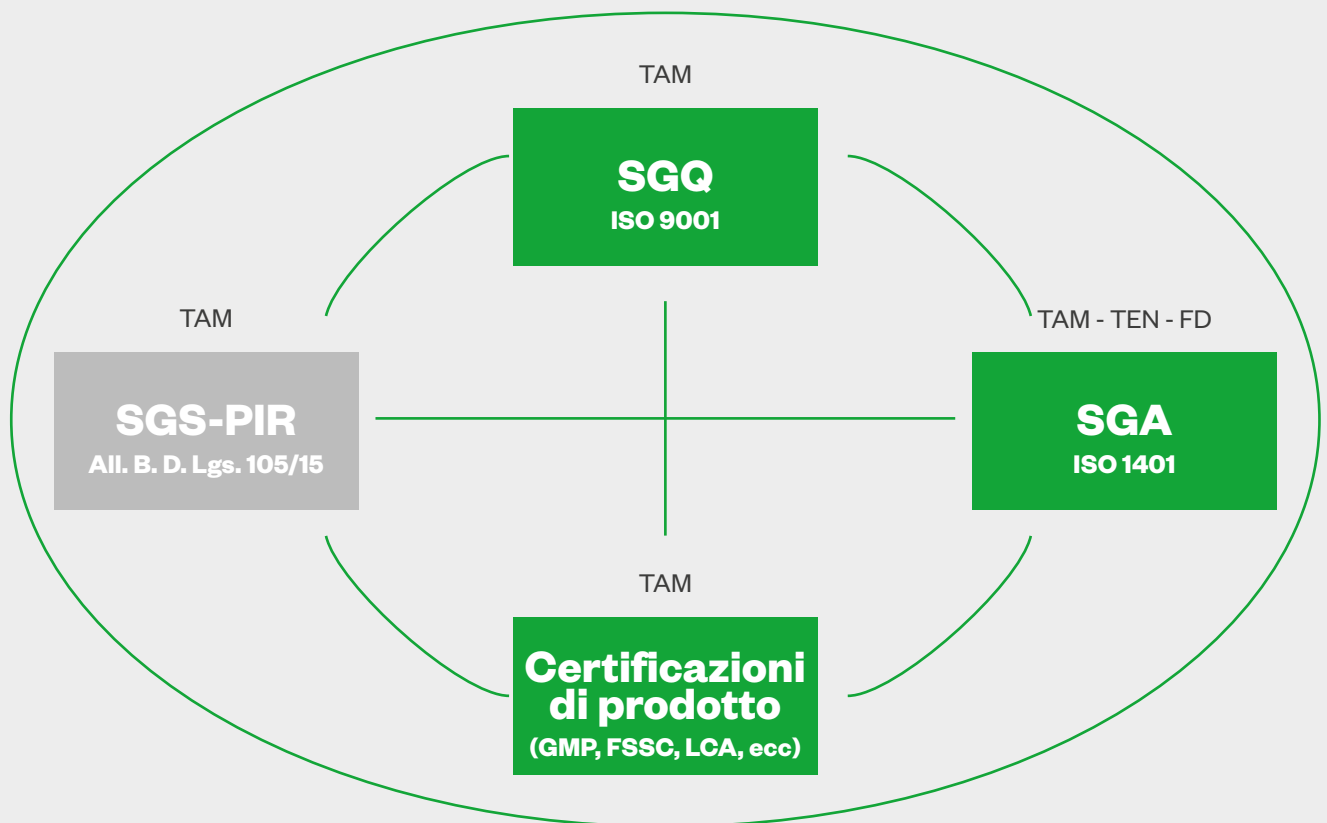 TAM
SGQ
ISO 9001
TAM
SGS-PIR
All. B. D. Lgs. 105/15
TAM - TEN - FD
SGA
ISO 1401
TAM
Certificazioni
di prodotto
(GMP, FSSC, LCA, ecc)